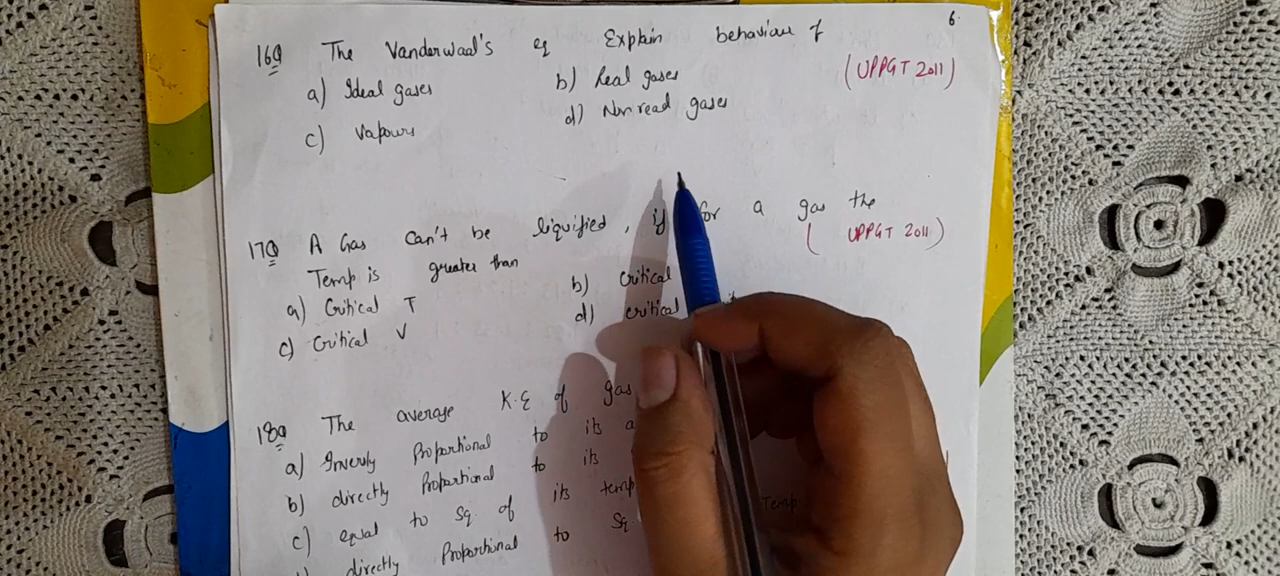 6.
16Q The Vanderwaal's eq Explain behaviour of
a) Ideal gases b) Real gases (UPPGT 2011)
c) Vapours d) Non read gases
17Q A Gas Can't be liquified, if for a gas the
Temp is greater than ( UPPGT 2011)
a) Critical T b) Critical
c) Critical V d) critical
18Q The average K.E of gas
a) Inversly Proportional to its
b) directly Proportional to its
c) equal to Sq. of its temp
directly Proportional to Sq. Temp